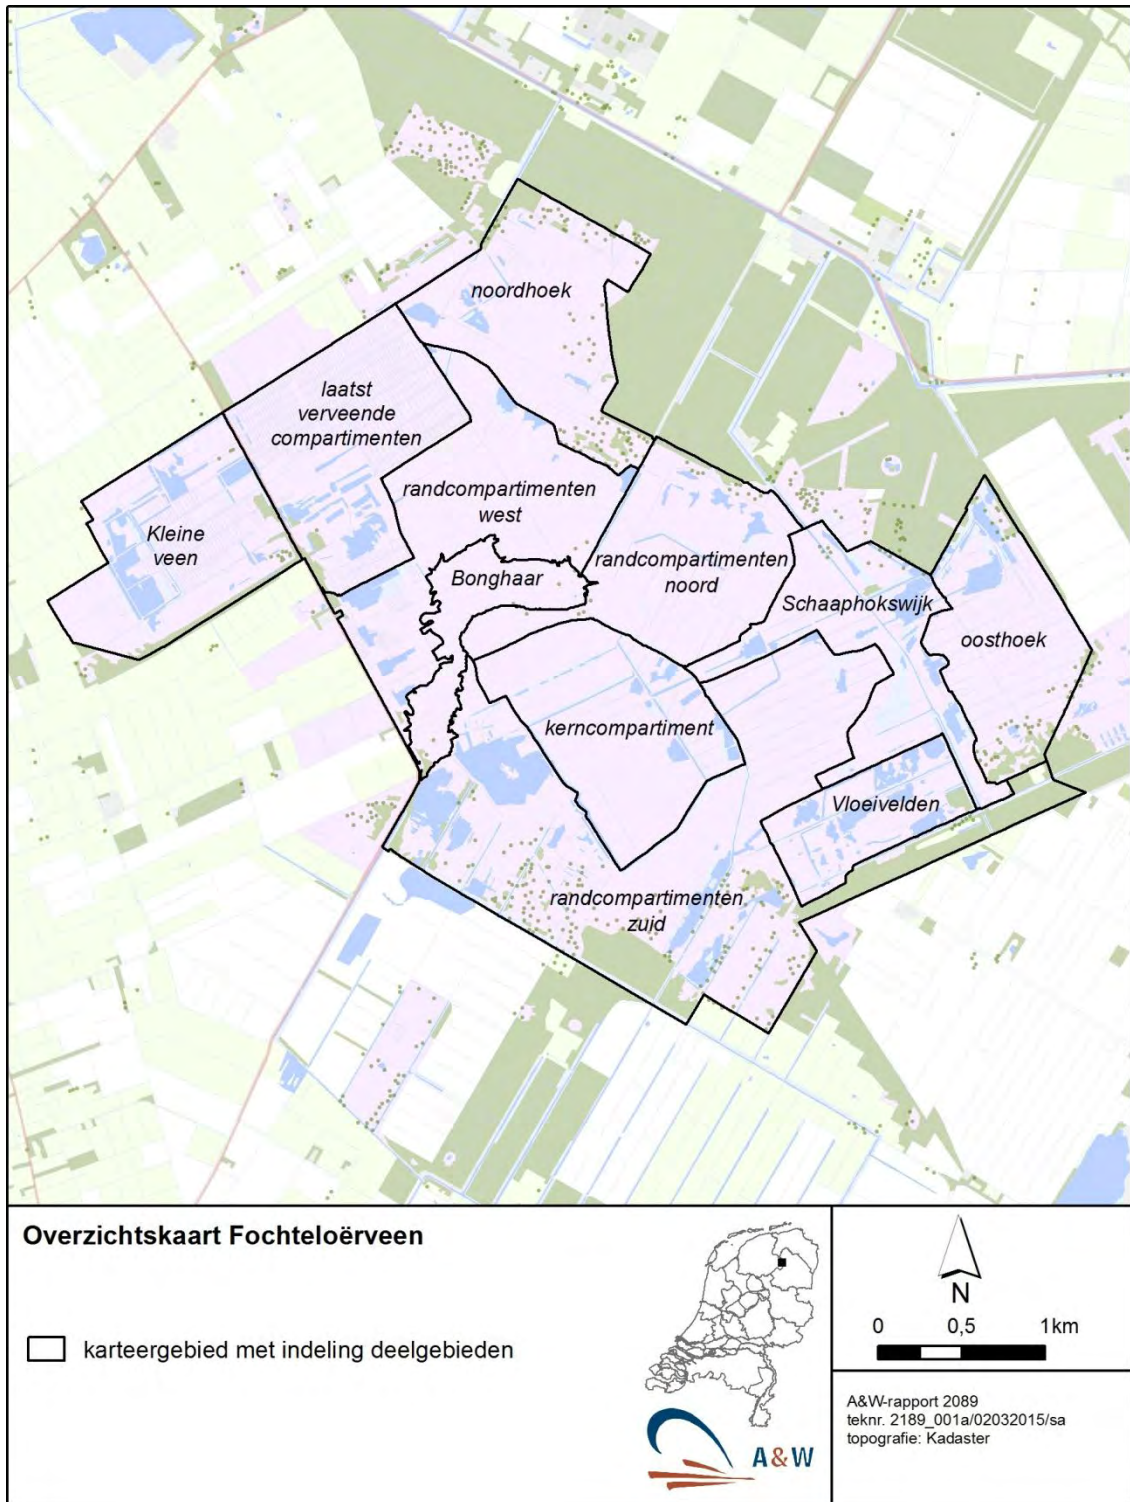 noordhoek
laatst
verveende
compartimenten
randcompartimenten
west
Kleine
veen
Bonghaar
randcompartimenten
noord
Schaaphokswijk
oosthoek
kerncompartiment
Vloeivelden
randcompartimenten
zuid
Overzichtskaart Fochteloërveen
karteergebied met indeling deelgebieden
A&W
N
0 0,5 1km
A&W-rapport 2089
teknr. 2189_001a/02032015/sa
topografie: Kadaster